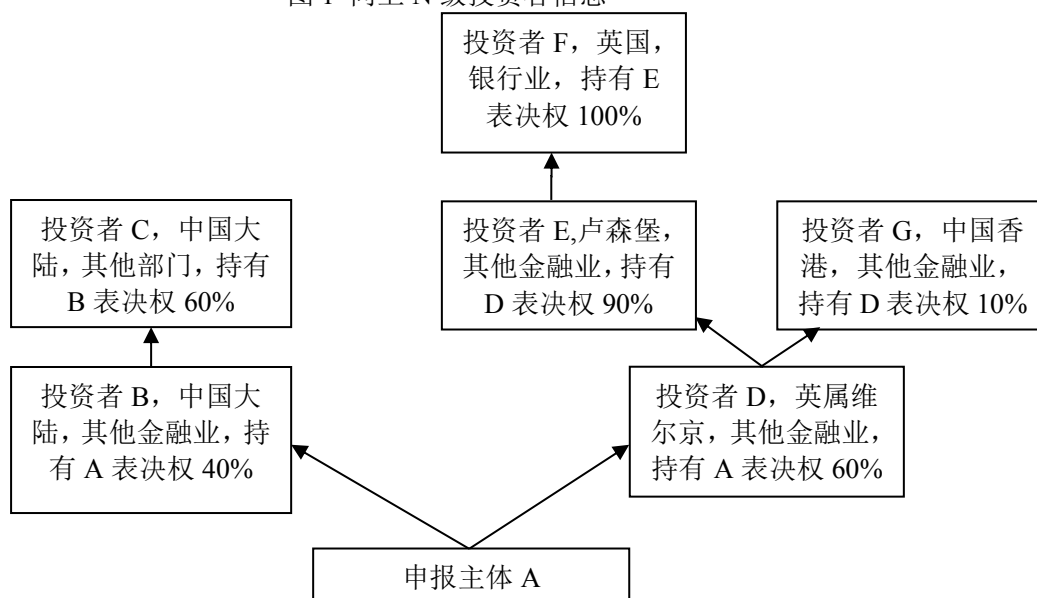 图 1 向上 N 级投资者信息
投资者 F，英国，
银行业，持有 E
表决权 100%
投资者 C，中国大
陆，其他部门，持有
B 表决权 60%
投资者 E,卢森堡，
其他金融业，持有
D 表决权 90%
投资者 G，中国香
港，其他金融业，
持有 D 表决权 10%
投资者 B，中国大
陆，其他金融业，持
有 A 表决权 40%
投资者 D，英属维
尔京，其他金融业，
持有 A 表决权 60%
申报主体 A